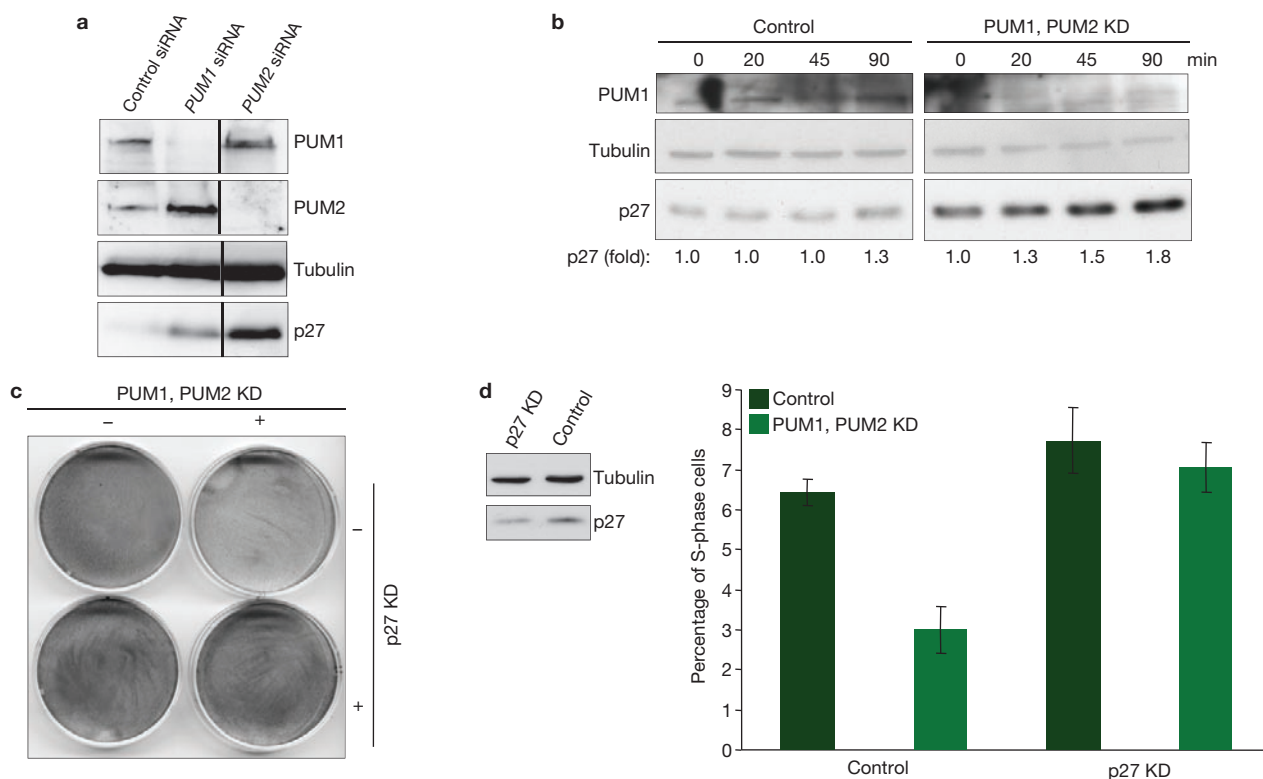 a
Control siRNA
PUM1 siRNA
PUM2 siRNA
PUM1
PUM2
Tubulin
p27
b
Control
PUM1, PUM2 KD
0 20 45 90 0 20 45 90 min
PUM1
Tubulin
p27
p27 (fold): 1.0 1.0 1.0 1.3 1.0 1.3 1.5 1.8
c
PUM1, PUM2 KD
– +
–
p27 KD
+
d
p27 KD
Control
Tubulin
p27
Percentage of S-phase cells
9
8
7
6
5
4
3
2
1
0
Control
PUM1, PUM2 KD
Control p27 KD